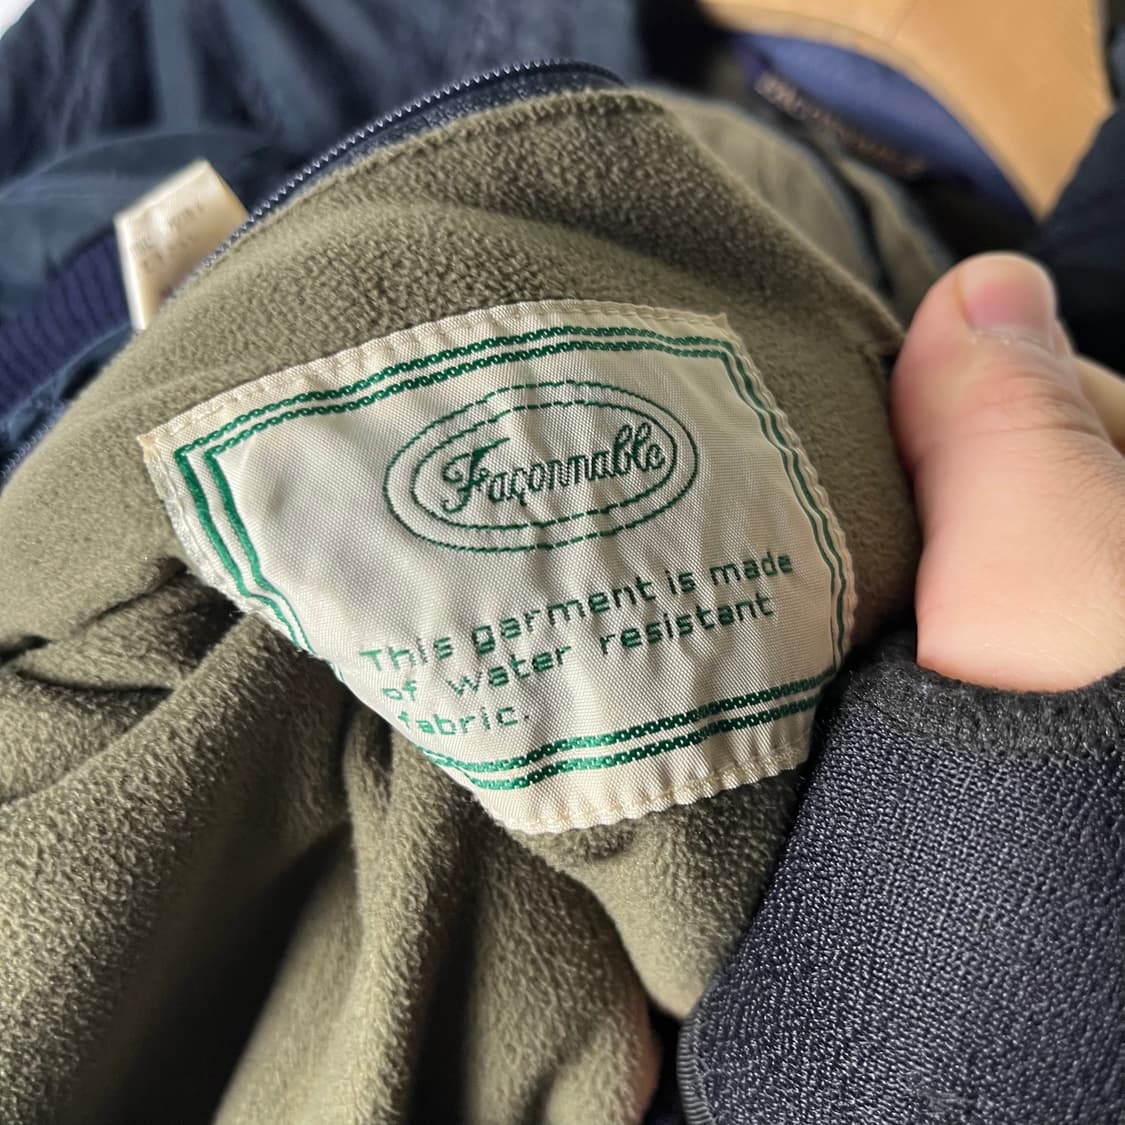 Façonnable
This garment is made
of water resistant
fabric.